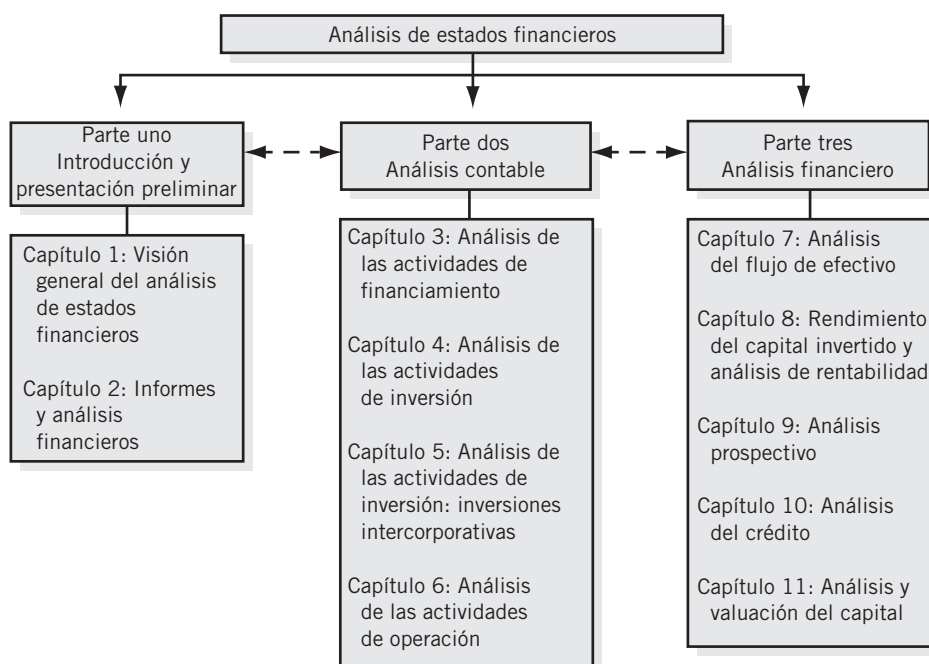 Análisis de estados financieros
Parte uno
Introducción y
presentación preliminar
Capítulo 1: Visión
general del análisis
de estados
financieros
Capítulo 2: Informes
y análisis
financieros
Parte dos
Análisis contable
Capítulo 3: Análisis de
las actividades de
financiamiento
Capítulo 4: Análisis de
las actividades
de inversión
Capítulo 5: Análisis de
las actividades de
inversión: inversiones
intercorporativas
Capítulo 6: Análisis
de las actividades
de operación
Parte tres
Análisis financiero
Capítulo 7: Análisis
del flujo de efectivo
Capítulo 8: Rendimiento
del capital invertido y
análisis de rentabilidad
Capítulo 9: Análisis
prospectivo
Capítulo 10: Análisis
del crédito
Capítulo 11: Análisis y
valuación del capital